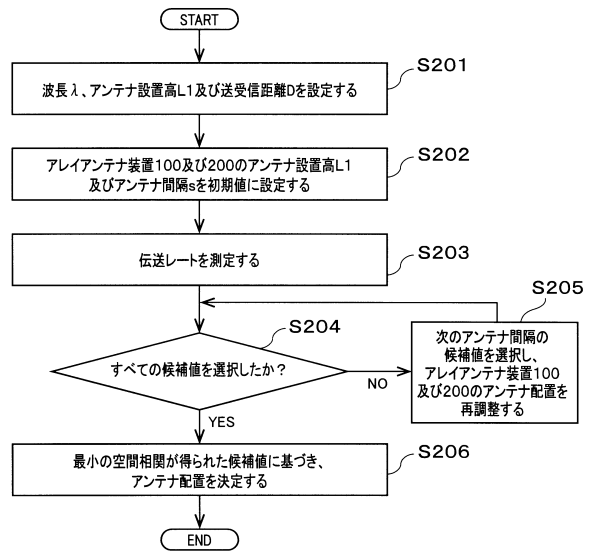 START
S201
波長λ、アンテナ設置高L1及び送受信距離Dを設定する
S202
アレイアンテナ装置100及び200のアンテナ設置高L1
及びアンテナ間隔sを初期値に設定する
S203
伝送レートを測定する
S204
すべての候補値を選択したか?
NO
S205
次のアンテナ間隔の
候補値を選択し、
アレイアンテナ装置100
及び200のアンテナ配置を
再調整する
YES
S206
最小の空間相関が得られた候補値に基づき、
アンテナ配置を決定する
END